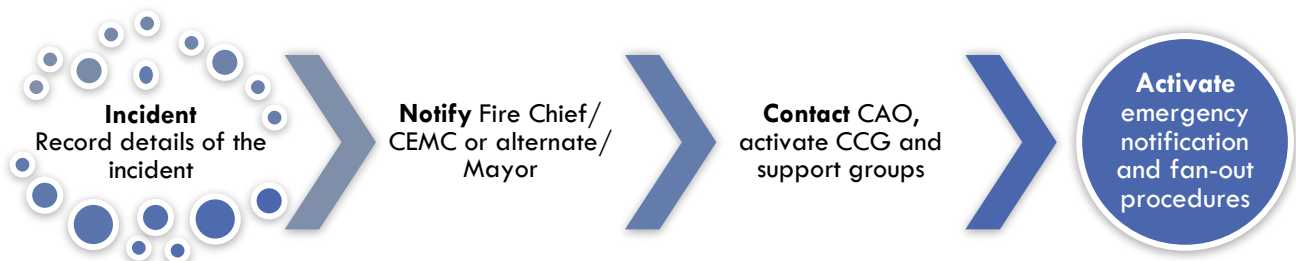 Incident
Record details of the
incident
Notify Fire Chief/
CEMC or alternate/
Mayor
Contact CAO,
activate CCG and
support groups
Activate
emergency
notification
and fan-out
procedures